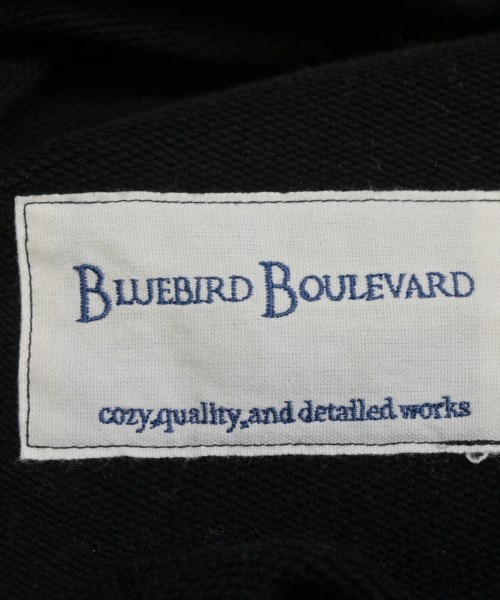 BLUEBIRD BOULEVARD
cozy,quality,and detailed works